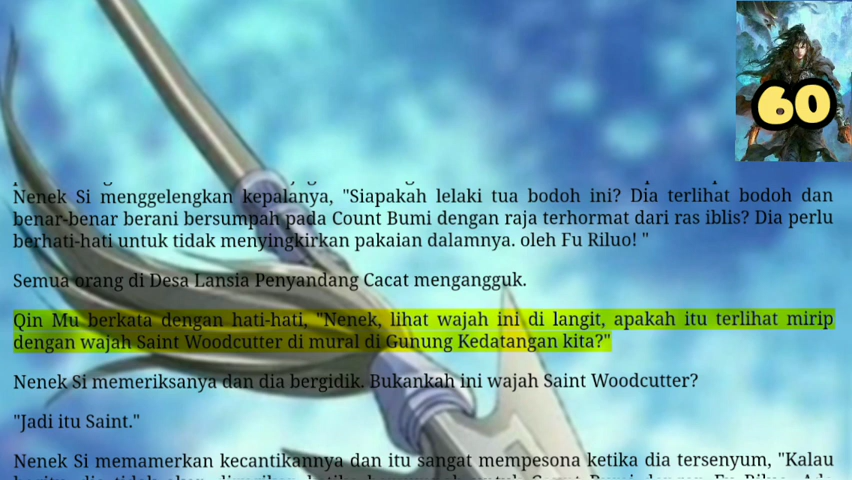 60
Nenek Si menggelengkan kepalanya, "Siapakah lelaki tua bodoh ini? Dia terlihat bodoh dan
benar-benar berani bersumpah pada Count Bumi dengan raja terhormat dari ras iblis? Dia perlu
berhati-hati untuk tidak menyingkirkan pakaian dalamnya. oleh Fu Riluo! "
Semua orang di Desa Lansia Penyandang Cacat mengangguk.
Qin Mu berkata dengan hati-hati, "Nenek, lihat wajah ini di langit, apakah itu terlihat mirip
dengan wajah Saint Woodcutter di mural di Gunung Kedatangan kita?"
Nenek Si memeriksanya dan dia bergidik. Bukankah ini wajah Saint Woodcutter?
"Jadi itu Saint."
Nenek Si memamerkan kecantikannya dan itu sangat mempesona ketika dia tersenyum, "Kalau